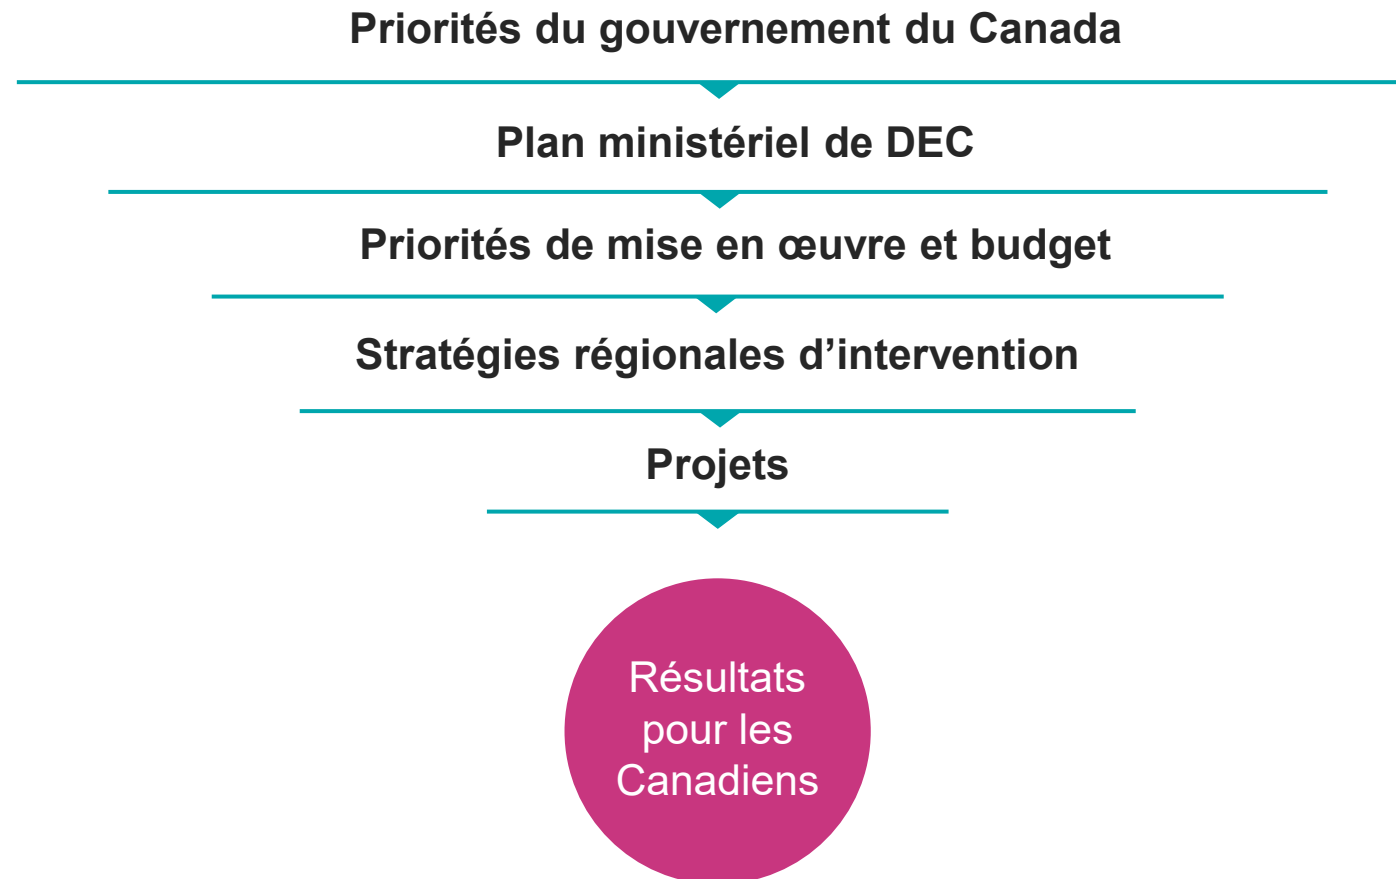 Priorités du gouvernement du Canada
Plan ministériel de DEC
Priorités de mise en œuvre et budget
Stratégies régionales d’intervention
Projets
Résultats
pour les
Canadiens